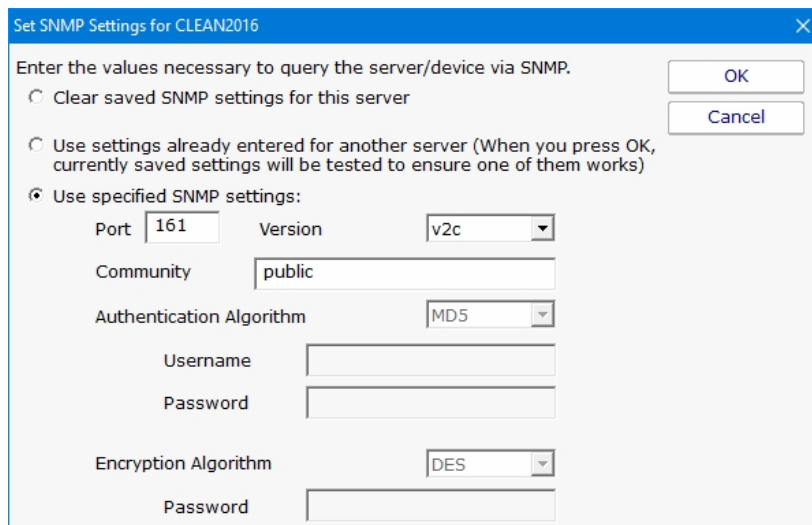 Set SNMP Settings for CLEAN2016
Enter the values necessary to query the server/device via SNMP.
OK
Clear saved SNMP settings for this server
Cancel
Use settings already entered for another server (When you press OK,
currently saved settings will be tested to ensure one of them works)
Use specified SNMP settings:
Port 161 Version v2c
Community public
Authentication Algorithm MD5
Username
Password
Encryption Algorithm DES
Password